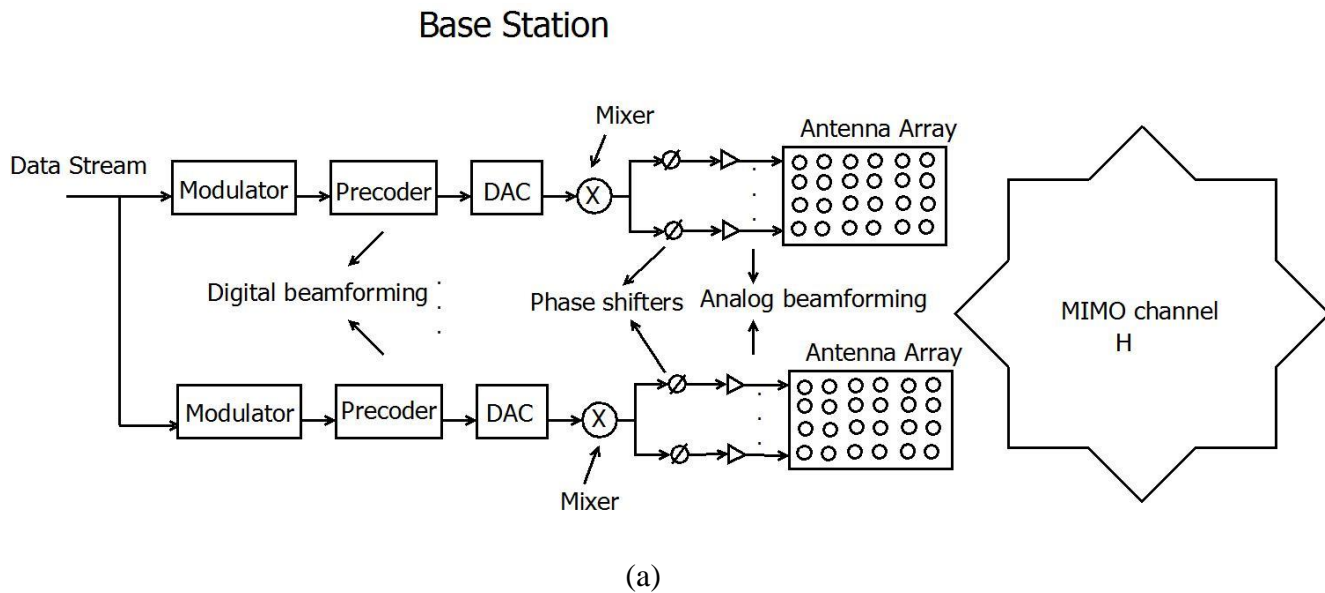 Base Station
Mixer
Antenna Array
Data Stream
Modulator
Precoder
DAC
X
Digital beamforming
Phase shifters
Analog beamforming
MIMO channel
H
Antenna Array
Modulator
Precoder
DAC
X
Mixer
(a)